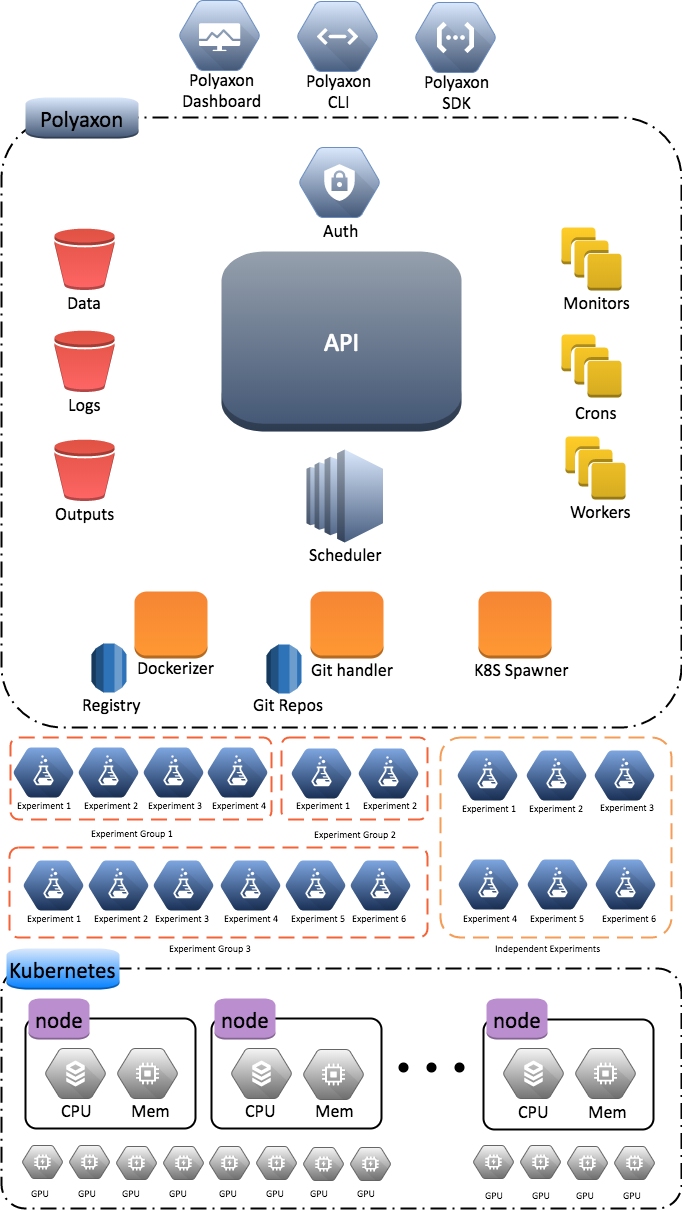 Polyaxon
Dashboard
Polyaxon
CLI
Polyaxon
SDK
Polyaxon
Auth
Data
Logs
Outputs
API
Monitors
Crons
Workers
Scheduler
Dockerizer
Registry
Git handler
Git Repos
K8S Spawner
Experiment 1
Experiment 2
Experiment 3
Experiment 4
Experiment Group 1
Experiment 1
Experiment 2
Experiment Group 2
Experiment 1
Experiment 2
Experiment 3
Experiment 4
Experiment 5
Experiment 6
Independent Experiments
Experiment 1
Experiment 2
Experiment 3
Experiment 4
Experiment 5
Experiment 6
Experiment Group 3
Kubernetes
node
CPU
Mem
node
CPU
Mem
node
CPU
Mem
GPU
GPU
GPU
GPU
GPU
GPU
GPU
GPU
GPU
GPU
GPU
GPU